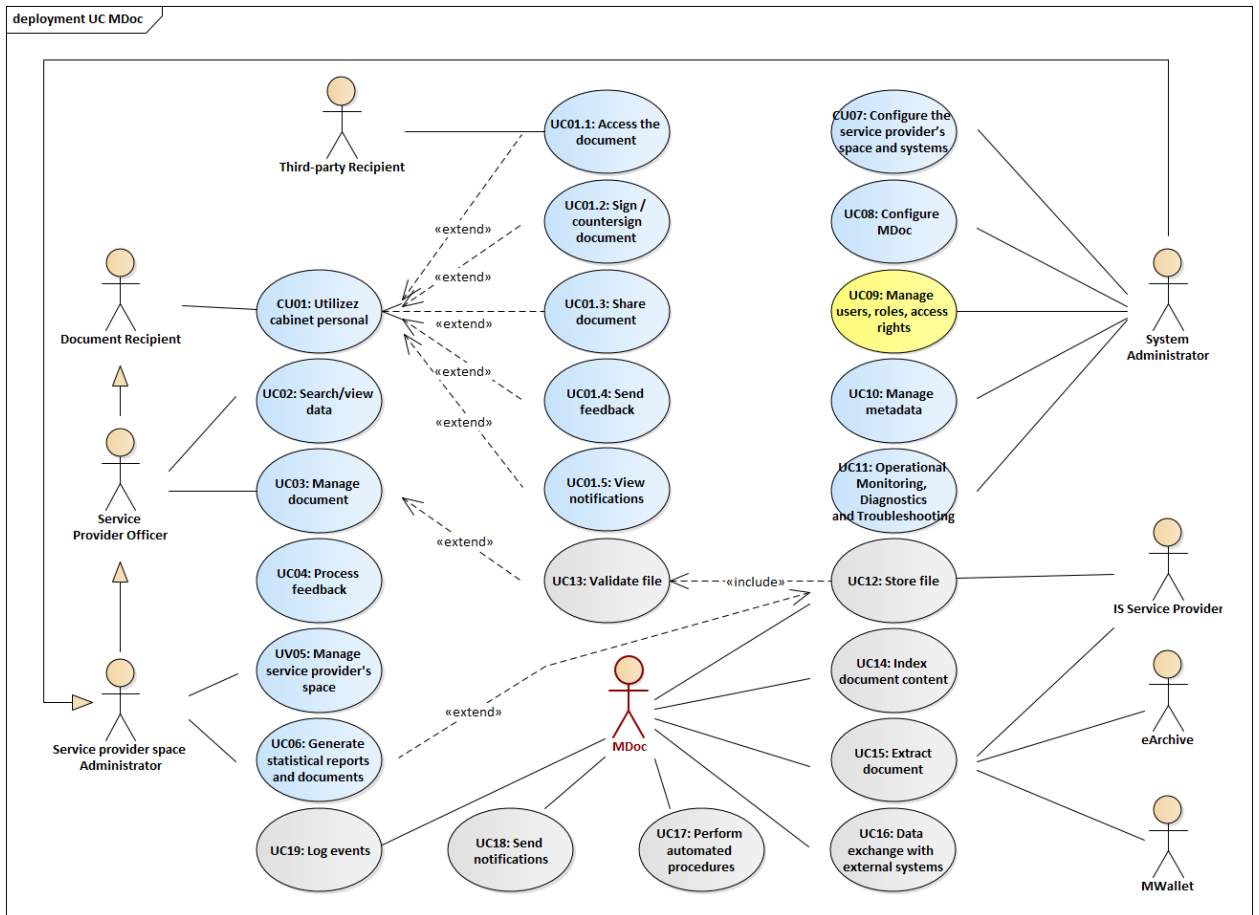 deployment UC MDoc
Third-party Recipient
UC01.1: Access the
document
CU07: Configure the
service provider's
space and systems
UC01.2: Sign /
countersign
document
UC08: Configure
MDoc
«extend»
«extend»
Document Recipient
CU01: Utilizez
cabinet personal
UC01.3: Share
document
UC09: Manage
users, roles, access
rights
System
Administrator
«extend»
«extend»
UC02: Search/view
data
UC01.4: Send
feedback
UC10: Manage
metadata
«extend»
Service
Provider Officer
UC03: Manage
document
UC01.5: View
notifications
UC11: Operational
Monitoring,
Diagnostics
and Troubleshooting
«extend»
UC04: Process
feedback
UC13: Validate file
«include»
UC12: Store file
IS Service Provider
UV05: Manage
service provider's
space
UC14: Index
document content
«extend»
MDoc
eArchive
Service provider space
Administrator
UC06: Generate
statistical reports
and documents
UC15: Extract
document
UC19: Log events
UC18: Send
notifications
UC17: Perform
automated
procedures
UC16: Data
exchange with
external systems
MWallet